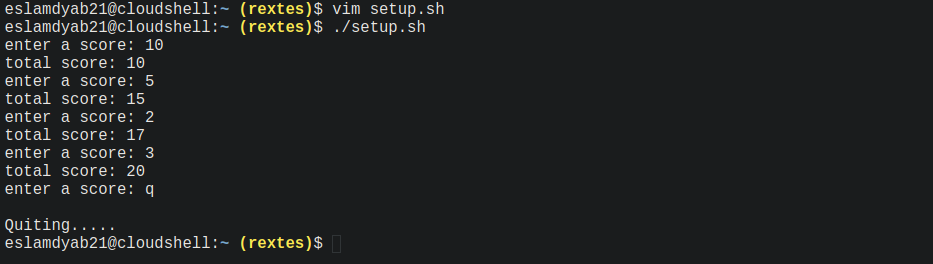 eslamdyab21@cloudshell:~ (rextes)$ vim setup.sh
eslamdyab21@cloudshell:~ (rextes)$ ./setup.sh
enter a score: 10
total score: 10
enter a score: 5
total score: 15
enter a score: 2
total score: 17
enter a score: 3
total score: 20
enter a score: q

Quiting.....
eslamdyab21@cloudshell:~ (rextes)$